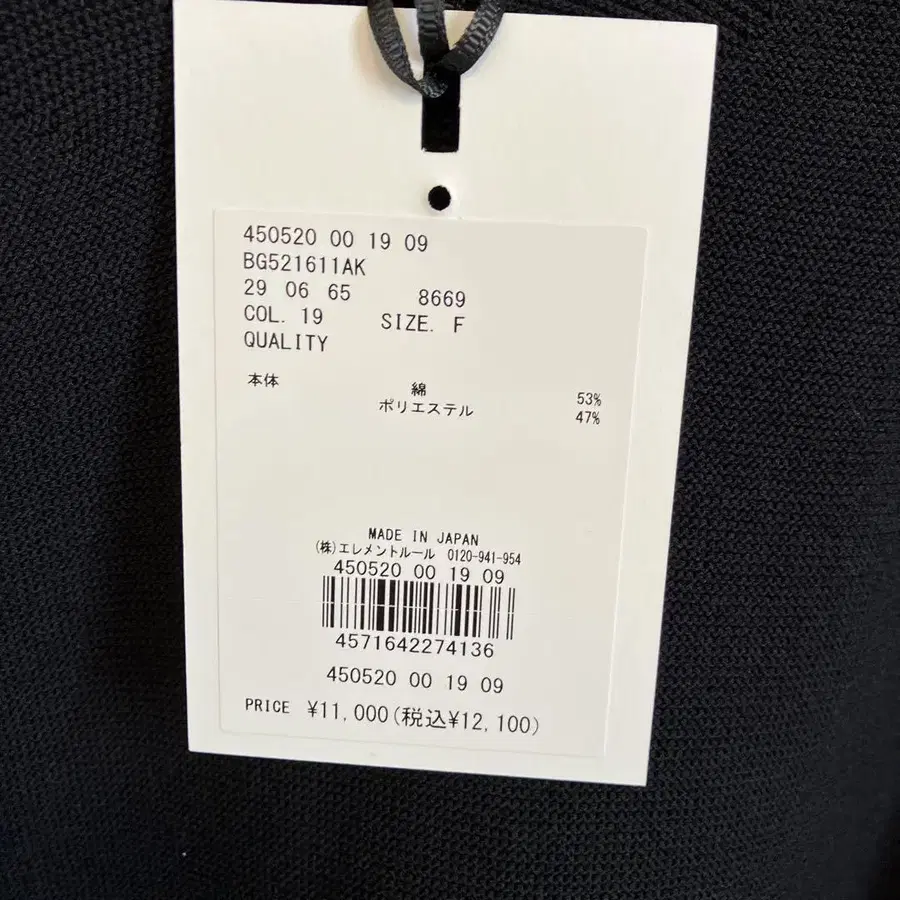 450520 00 19 09
BG521611AK
29 06 65 8669
COL. 19 SIZE. F
QUALITY
本体 綿 53%
ポリエステル 47%
MADE IN JAPAN
(株)エレメントルール 0120-941-954
450520 00 19 09
4571642274136
450520 00 19 09
PRICE ¥11,000(税込¥12,100)